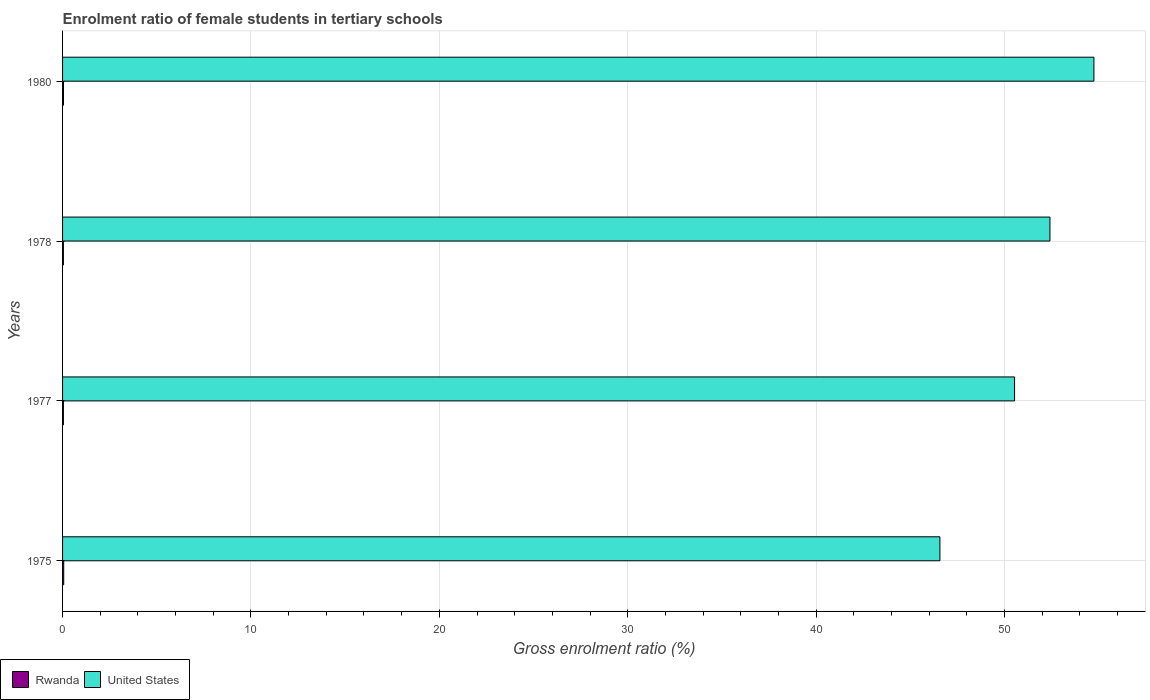 Enrolment ratio of female students in tertiary schools
1980
1978
1977
1975
Years
0 10 20 30 40 50
Gross enrolment ratio (%)
Rwanda United States